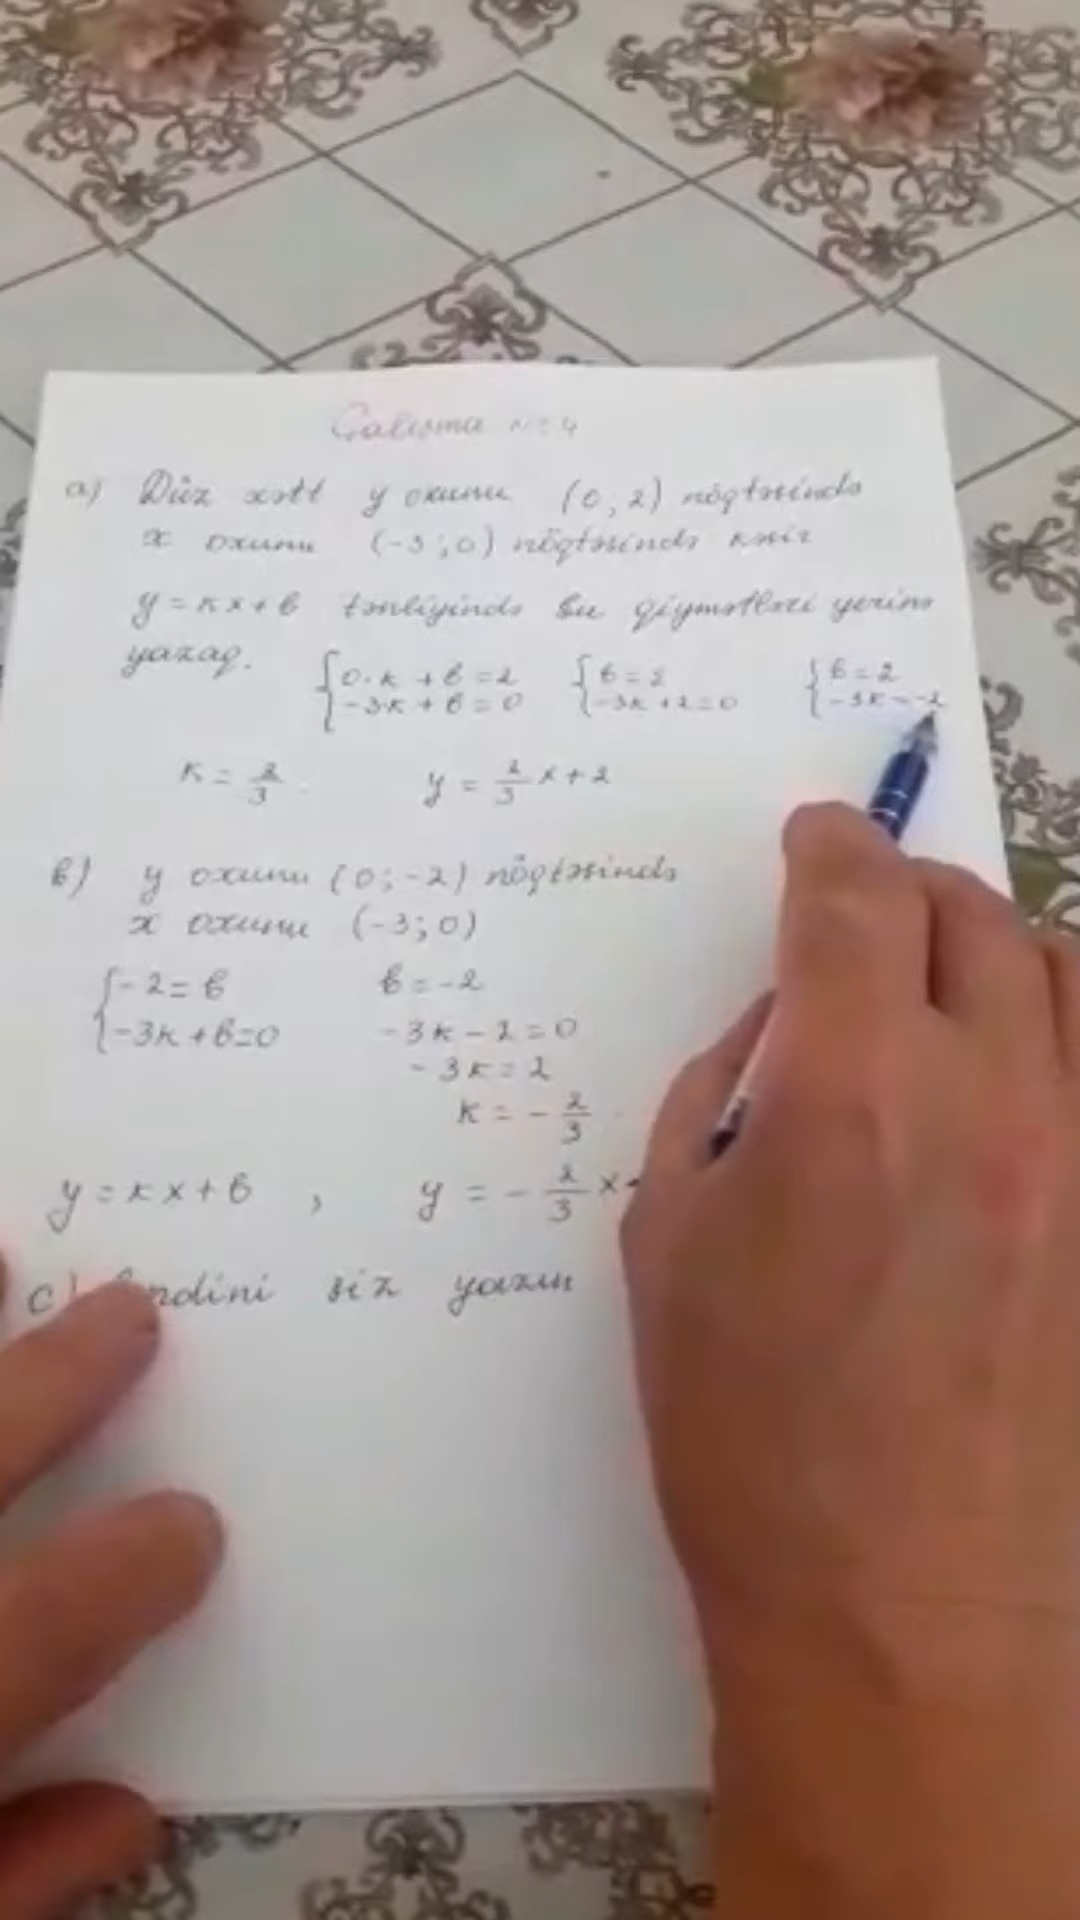 Çalışma №4
a) Düz xətt y oxunu (0; 2) nöqtəsində
x oxunu (-3; 0) nöqtəsində kəsir
y = kx + b tənliyində bu qiymətləri yerinə
yazaq. {0·k + b = 2 {b = 2 {b = 2
-3·k + b = 0 -3k + 2 = 0 -3k = -2
k = 2/3. y = 2/3 x + 2
b) y oxunu (0; -2) nöqtəsində
x oxunu (-3; 0)
{-2 = b b = -2
-3k + b = 0 -3k - 2 = 0
-3k = 2
k = - 2/3
y = kx + b, y = - 2/3 x
c) siz yazın